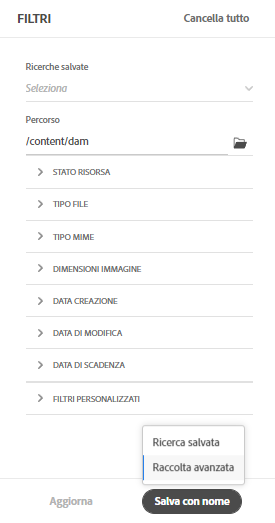 FILTRI Cancella tutto
Ricerche salvate
Seleziona
Percorso
/content/dam
STATO RISORSA
TIPO FILE
TIPO MIME
DIMENSIONI IMMAGINE
DATA CREAZIONE
DATA DI MODIFICA
DATA DI SCADENZA
FILTRI PERSONALIZZATI
Ricerca salvata
Raccolta avanzata
Aggiorna Salva con nome